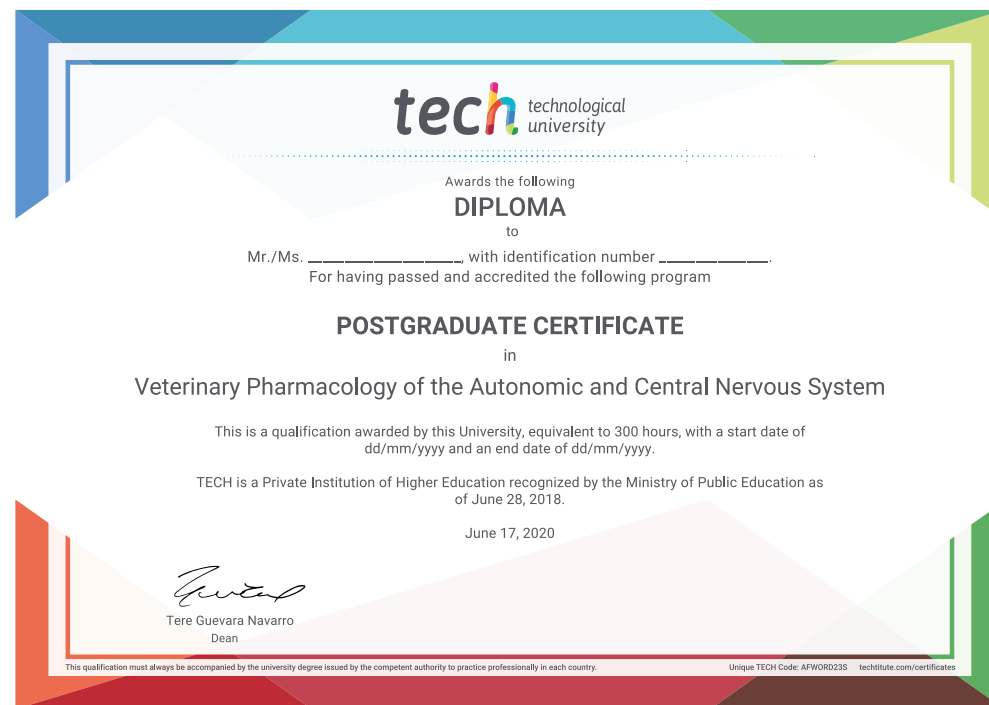 tech technological
university
Awards the following
DIPLOMA
to
Mr./Ms. ____________________, with identification number ______________.
For having passed and accredited the following program
POSTGRADUATE CERTIFICATE
in
Veterinary Pharmacology of the Autonomic and Central Nervous System
This is a qualification awarded by this University, equivalent to 300 hours, with a start date of
dd/mm/yyyy and an end date of dd/mm/yyyy.
TECH is a Private Institution of Higher Education recognized by the Ministry of Public Education as
of June 28, 2018.
June 17, 2020
Tere Guevara Navarro
Dean
This qualification must always be accompanied by the university degree issued by the competent authority to practice professionally in each country.
Unique TECH Code: AFWORD23S techtitute.com/certificates